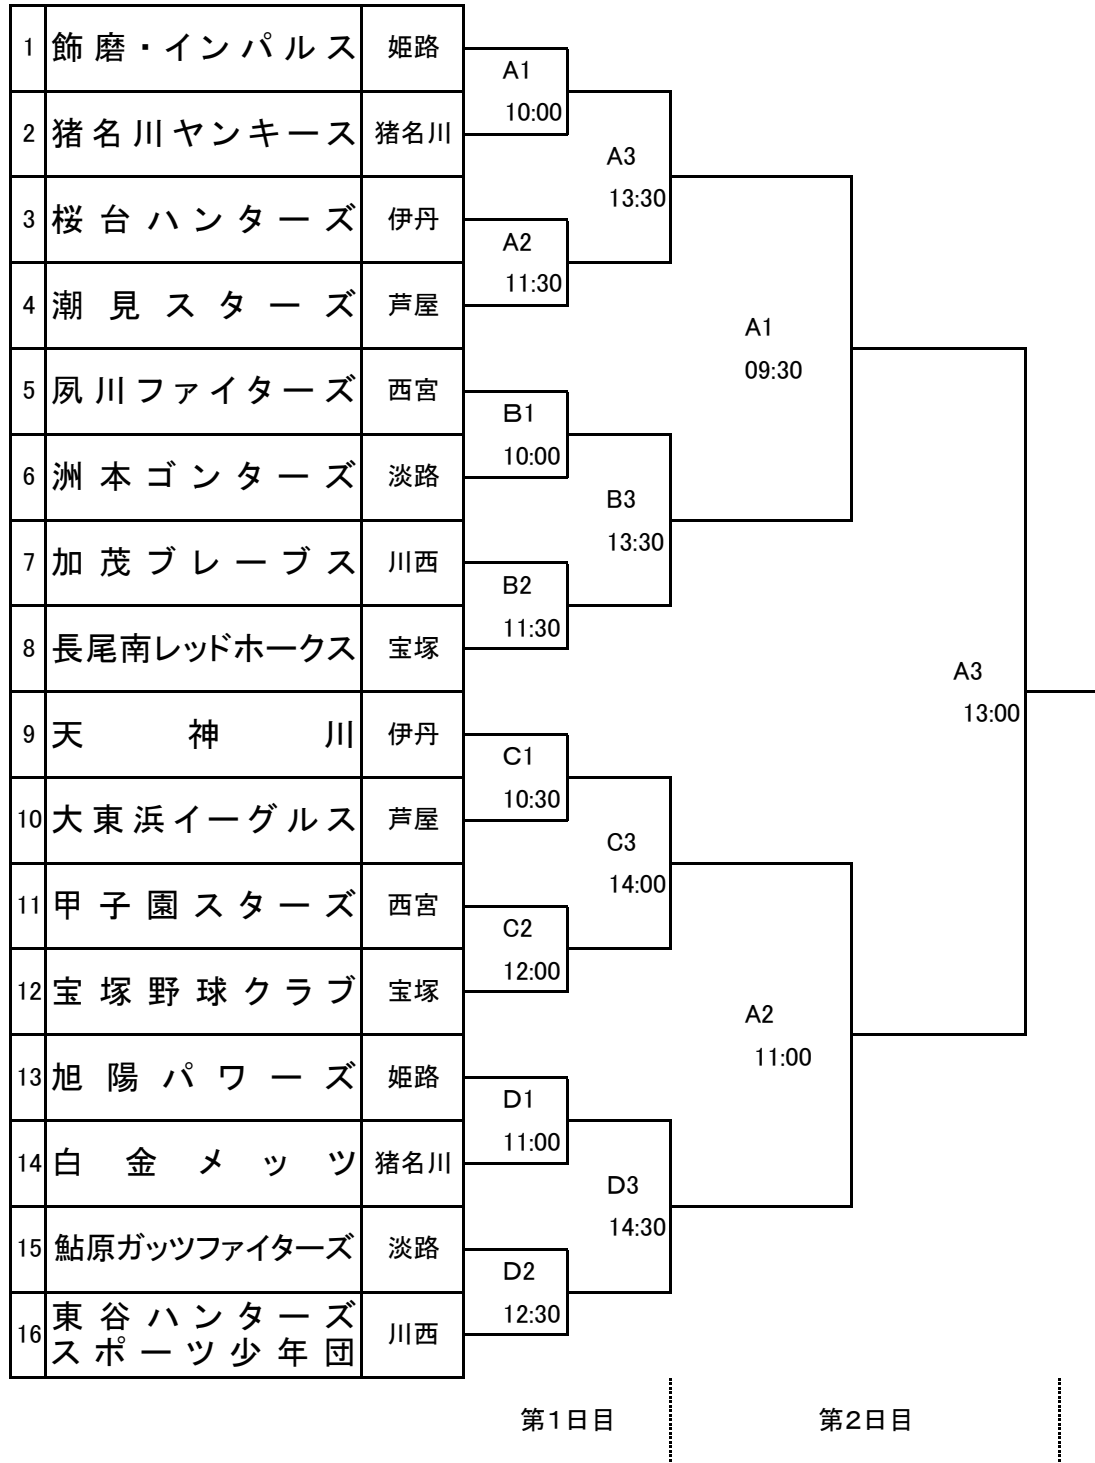 1 飾磨・インパルス 姫路
2 猪名川ヤンキース 猪名川
3 桜台ハンターズ 伊丹
4 潮見スターズ 芦屋
5 夙川ファイターズ 西宮
6 洲本ゴンターズ 淡路
7 加茂ブレーブス 川西
8 長尾南レッドホークス 宝塚
9 天神川 伊丹
10 大東浜イーグルス 芦屋
11 甲子園スターズ 西宮
12 宝塚野球クラブ 宝塚
13 旭陽パワーズ 姫路
14 白金メッツ 猪名川
15 鮎原ガッツファイターズ 淡路
16 東谷ハンターズ
スポーツ少年団 川西
A1
10:00
A2
11:30
B1
10:00
B2
11:30
C1
10:30
C2
12:00
D1
11:00
D2
12:30
A3
13:30
B3
13:30
C3
14:00
D3
14:30
A1
09:30
A2
11:00
A3
13:00
第1日目
第2日目